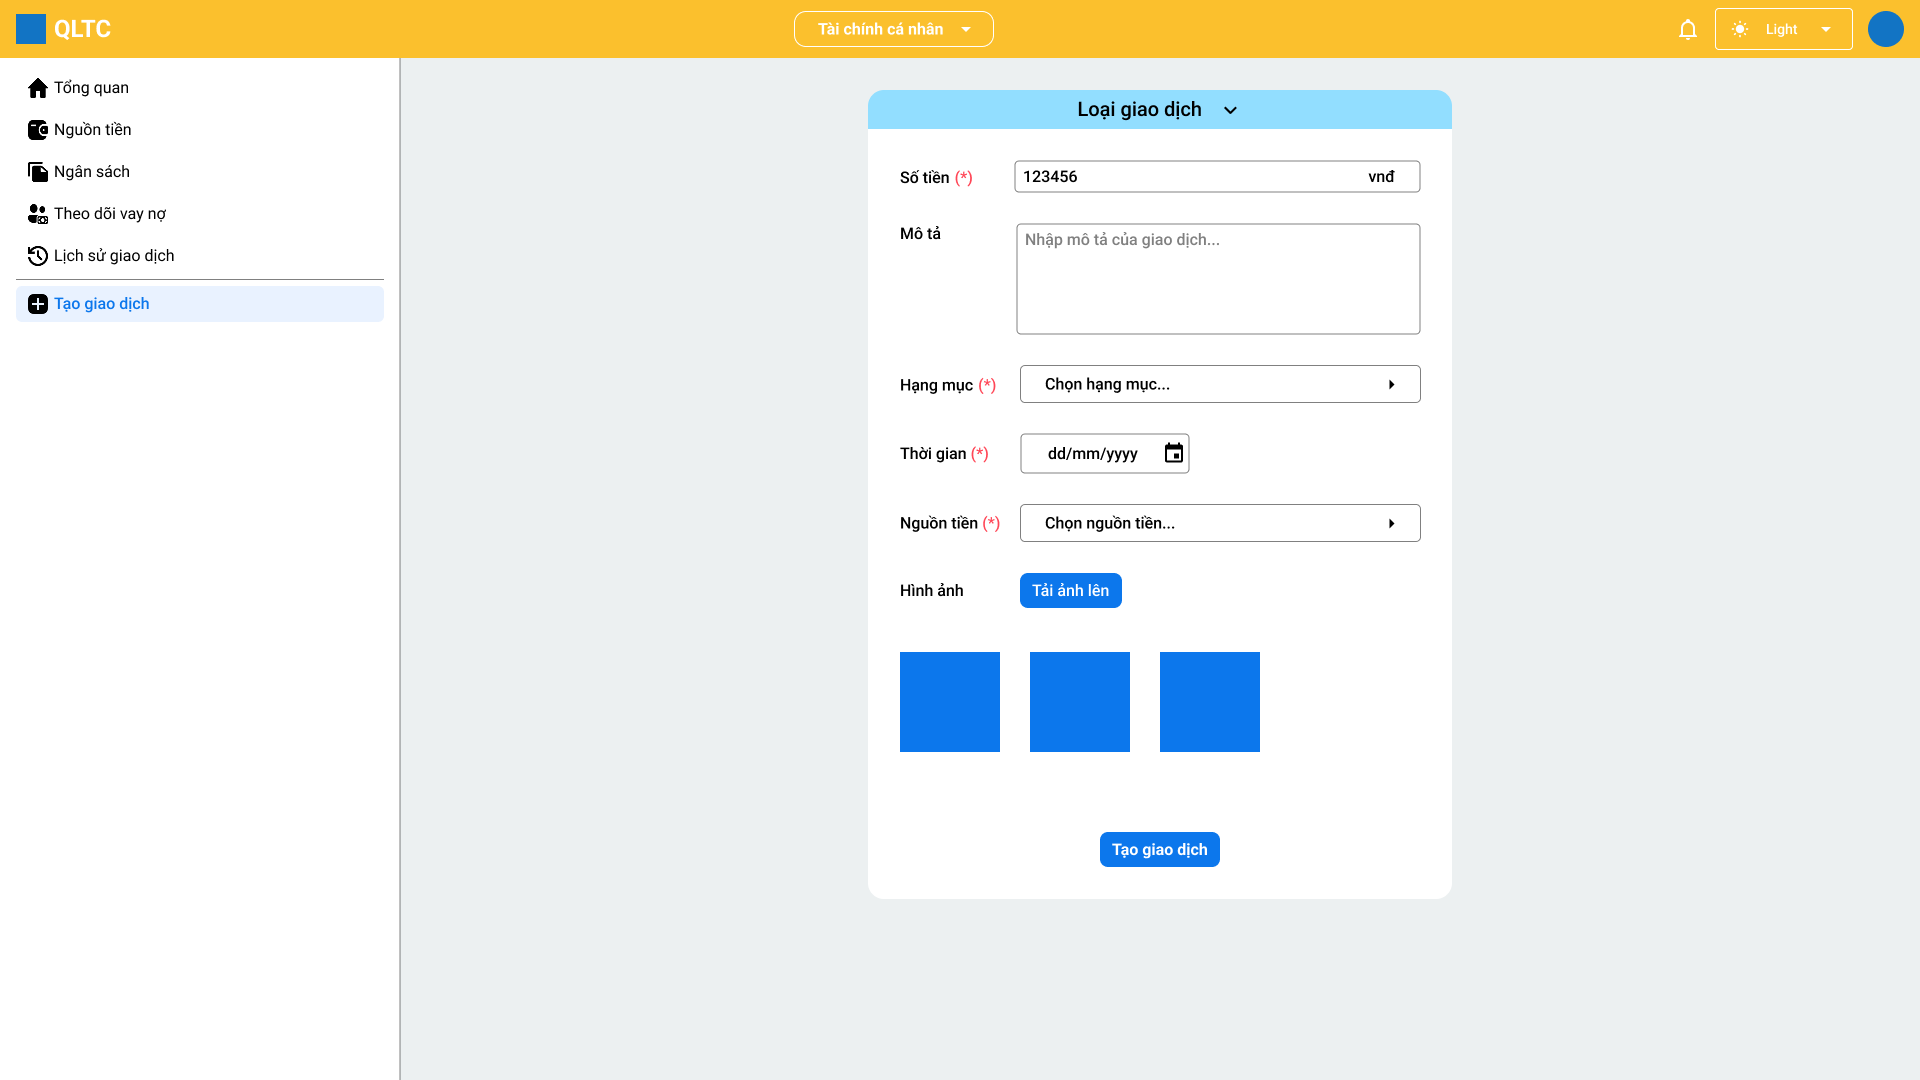 QLTC
Tài chính cá nhân
Light
Tổng quan
Nguồn tiền
Ngân sách
Theo dõi vay nợ
Lịch sử giao dịch
Tạo giao dịch
Loại giao dịch
Số tiền (*)
123456 vnđ
Mô tả
Nhập mô tả của giao dịch...
Hạng mục (*)
Chọn hạng mục...
Thời gian (*)
dd/mm/yyyy
Nguồn tiền (*)
Chọn nguồn tiền...
Hình ảnh
Tải ảnh lên
Tạo giao dịch